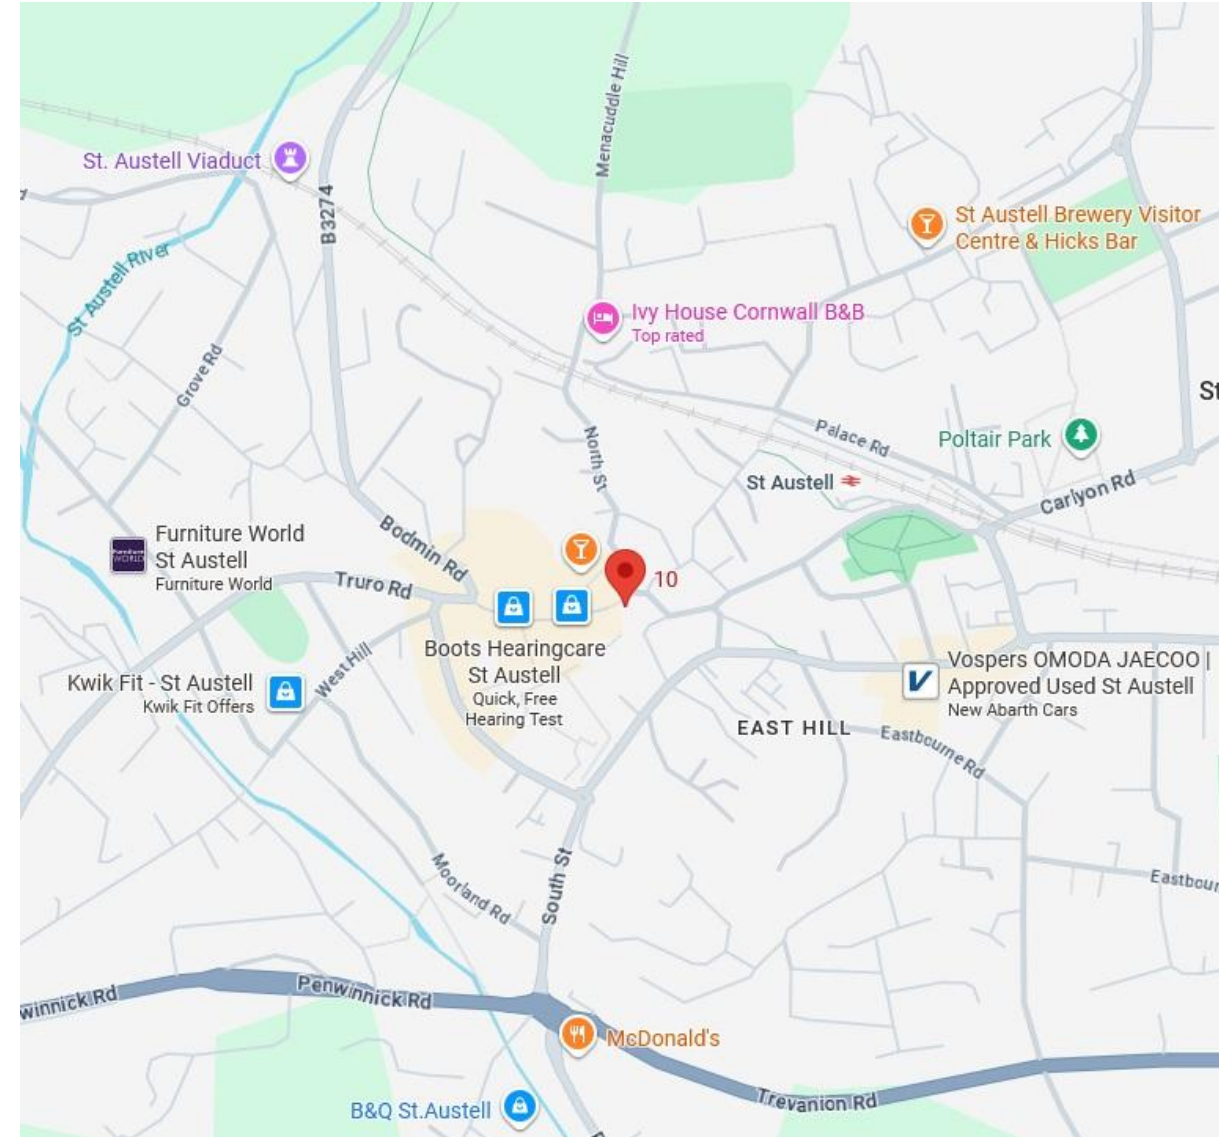 Menacuddle Hill
St. Austell Viaduct
B3274
St Austell Brewery Visitor
Centre & Hicks Bar
St Austell River
Ivy House Cornwall B&B
Top rated
Grove Rd
St
Palace Rd
Poltair Park
North St
St Austell
Carlyon Rd
Furniture World
St Austell
Furniture World
Furniture
WORLD
Bodmin Rd
Truro Rd
10
Boots Hearingcare
St Austell
Quick, Free
Hearing Test
West Hill
Kwik Fit - St Austell
Kwik Fit Offers
Vospers OMODA JAECOO |
Approved Used St Austell
New Abarth Cars
V
EAST HILL
Eastbourne Rd
Moorland Rd
South St
Eastbour
winnick Rd
Penwinnick Rd
McDonald's
Trevanion Rd
B&Q St.Austell